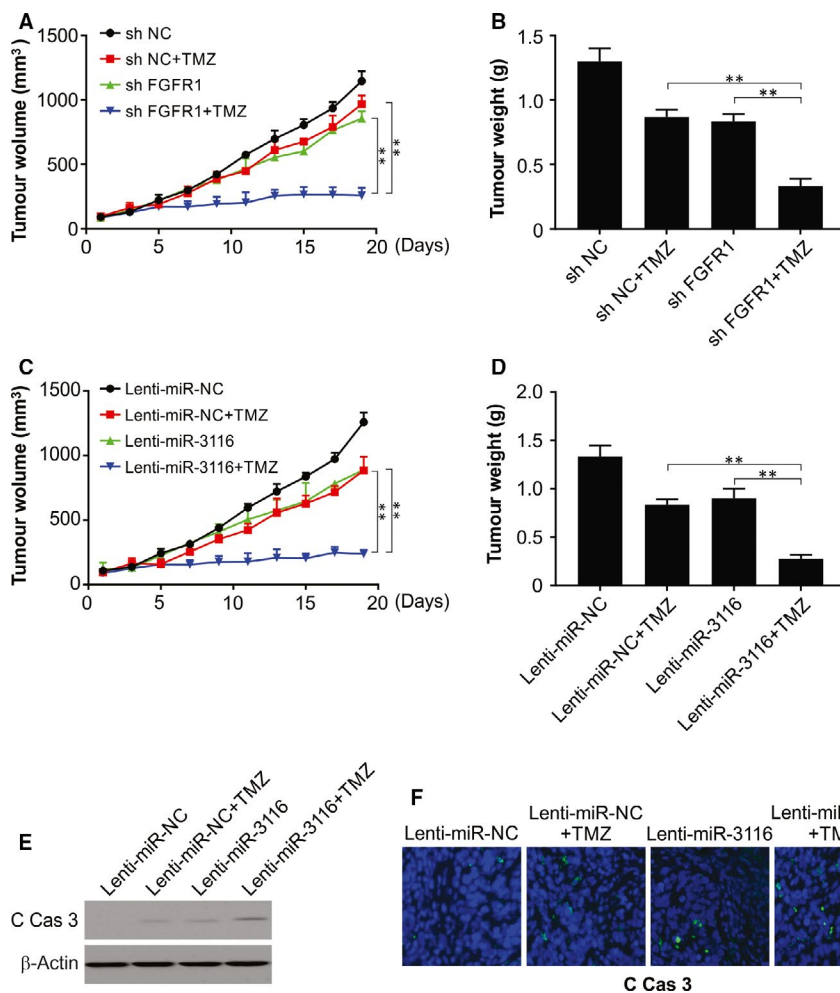 A
sh NC
sh NC+TMZ
sh FGFR1
sh FGFR1+TMZ
Tumour wolume (mm³)
1500
1000
500
0
0 5 10 15 20 (Days)
**
**
B
Tumour weight (g)
1.5
1.0
0.5
0
**
**
sh NC
sh NC+TMZ
sh FGFR1
sh FGFR1+TMZ
C
Lenti-miR-NC
Lenti-miR-NC+TMZ
Lenti-miR-3116
Lenti-miR-3116+TMZ
Tumour wolume (mm³)
1500
1000
500
0
0 5 10 15 20 (Days)
**
**
D
Tumour weight (g)
2.0
1.5
1.0
0.5
0
**
**
Lenti-miR-NC
Lenti-miR-NC+TMZ
Lenti-miR-3116
Lenti-miR-3116+TMZ
E
Lenti-miR-NC
Lenti-miR-NC+TMZ
Lenti-miR-3116
Lenti-miR-3116+TMZ
C Cas 3
β-Actin
F
Lenti-miR-NC
Lenti-miR-NC
+TMZ
Lenti-miR-3116
C Cas 3